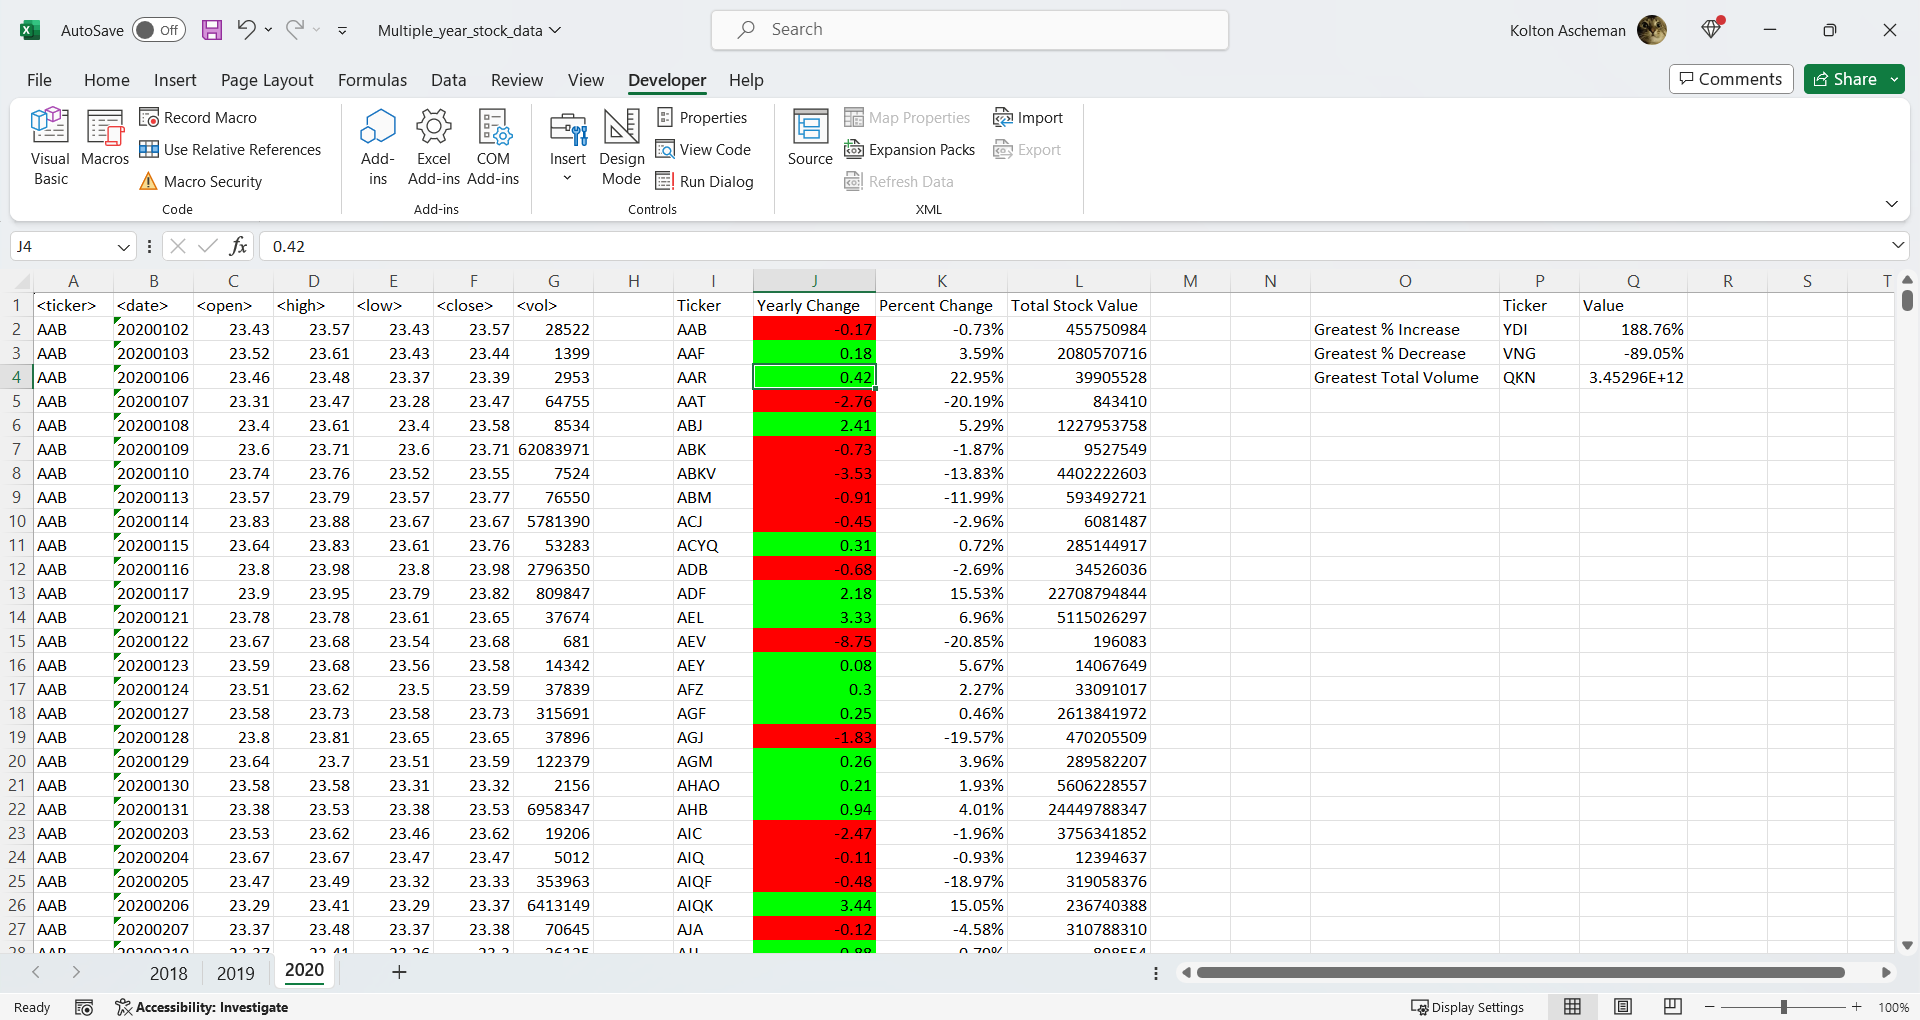 AutoSave Off Multiple_year_stock_data Search Kolton Ascheman
File Home Insert Page Layout Formulas Data Review View Developer Help Comments Share
Visual Basic Macros Record Macro Use Relative References Macro Security Code
Add-ins Excel Add-ins COM Add-ins Add-ins
Insert Design Mode Properties View Code Run Dialog Controls
Source Map Properties Expansion Packs Refresh Data Import Export XML
J4 fx 0.42
A B C D E F G H I J K L M N O P Q R S T
1 <ticker> <date> <open> <high> <low> <close> <vol> Ticker Yearly Change Percent Change Total Stock Value Ticker Value
2 AAB 20200102 23.43 23.57 23.43 23.57 28522 AAB -0.17 -0.73% 455750984 Greatest % Increase YDI 188.76%
3 AAB 20200103 23.52 23.61 23.43 23.44 1399 AAF 0.18 3.59% 2080570716 Greatest % Decrease VNG -89.05%
4 AAB 20200106 23.46 23.48 23.37 23.39 2953 AAR 0.42 22.95% 39905528 Greatest Total Volume QKN 3.45296E+12
5 AAB 20200107 23.31 23.47 23.28 23.47 64755 AAT -2.76 -20.19% 843410
6 AAB 20200108 23.4 23.61 23.4 23.58 8534 ABJ 2.41 5.29% 1227953758
7 AAB 20200109 23.6 23.71 23.6 23.71 62083971 ABK -0.73 -1.87% 9527549
8 AAB 20200110 23.74 23.76 23.52 23.55 7524 ABKV -3.53 -13.83% 4402222603
9 AAB 20200113 23.57 23.79 23.57 23.77 76550 ABM -0.91 -11.99% 593492721
10 AAB 20200114 23.83 23.88 23.67 23.67 5781390 ACJ -0.45 -2.96% 6081487
11 AAB 20200115 23.64 23.83 23.61 23.76 53283 ACYQ 0.31 0.72% 285144917
12 AAB 20200116 23.8 23.98 23.8 23.98 2796350 ADB -0.68 -2.69% 34526036
13 AAB 20200117 23.9 23.95 23.79 23.82 809847 ADF 2.18 15.53% 22708794844
14 AAB 20200121 23.78 23.78 23.61 23.65 37674 AEL 3.33 6.96% 5115026297
15 AAB 20200122 23.67 23.68 23.54 23.68 681 AEV -8.75 -20.85% 196083
16 AAB 20200123 23.59 23.68 23.56 23.58 14342 AEY 0.08 5.67% 14067649
17 AAB 20200124 23.51 23.62 23.5 23.59 37839 AFZ 0.3 2.27% 33091017
18 AAB 20200127 23.58 23.73 23.58 23.73 315691 AGF 0.25 0.46% 2613841972
19 AAB 20200128 23.8 23.81 23.65 23.65 37896 AGJ -1.83 -19.57% 470205509
20 AAB 20200129 23.64 23.7 23.51 23.59 122379 AGM 0.26 3.96% 289582207
21 AAB 20200130 23.58 23.58 23.31 23.32 2156 AHAO 0.21 1.93% 5606228557
22 AAB 20200131 23.38 23.53 23.38 23.53 6958347 AHB 0.94 4.01% 24449788347
23 AAB 20200203 23.53 23.62 23.46 23.62 19206 AIC -2.47 -1.96% 3756341852
24 AAB 20200204 23.67 23.67 23.47 23.47 5012 AIQ -0.11 -0.93% 12394637
25 AAB 20200205 23.47 23.49 23.32 23.33 353963 AIQF -0.48 -18.97% 319058376
26 AAB 20200206 23.29 23.41 23.29 23.37 6413149 AIQK 3.44 15.05% 236740388
27 AAB 20200207 23.37 23.48 23.37 23.38 70645 AJA -0.12 -4.58% 310788310
2018 2019 2020
Ready Accessibility: Investigate Display Settings 100%